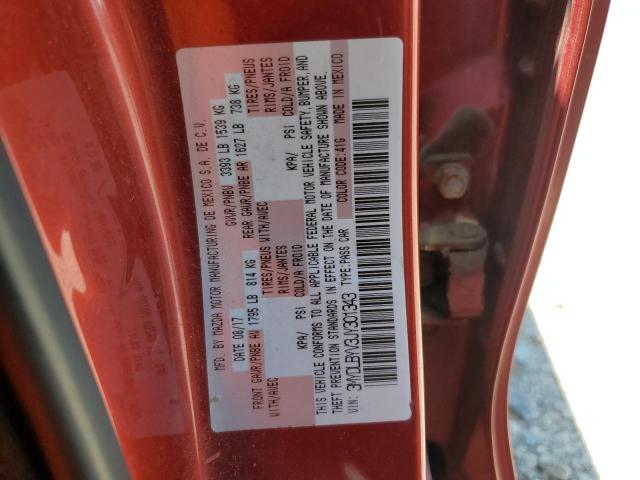 MFD. BY MAZDA MOTOR MANUFACTURING DE MEXICO S.A. DE C.V.
DATE 08/17 GVWR/PNBV 3393 LB 1539 KG
FRONT GAWR/PNBE AV 1795 LB 814 KG REAR GAWR/PNBE AR 1627 LB 738 KG
WITH/AVEC TIRES/PNEUS WITH/AVEC TIRES/PNEUS
RIMS/JANTES RIMS/JANTES
KPA/ PSI COLD/A FROID KPA/ PSI COLD/A FROID
THIS VEHICLE CONFORMS TO ALL APPLICABLE FEDERAL MOTOR VEHICLE SAFETY, BUMPER, AND
THEFT PREVENTION STANDARDS IN EFFECT ON THE DATE OF MANUFACTURE SHOWN ABOVE.
VIN: 3MYDLBYV3JY301343 TYPE:PASS CAR COLOR CODE:41G MADE IN MEXICO